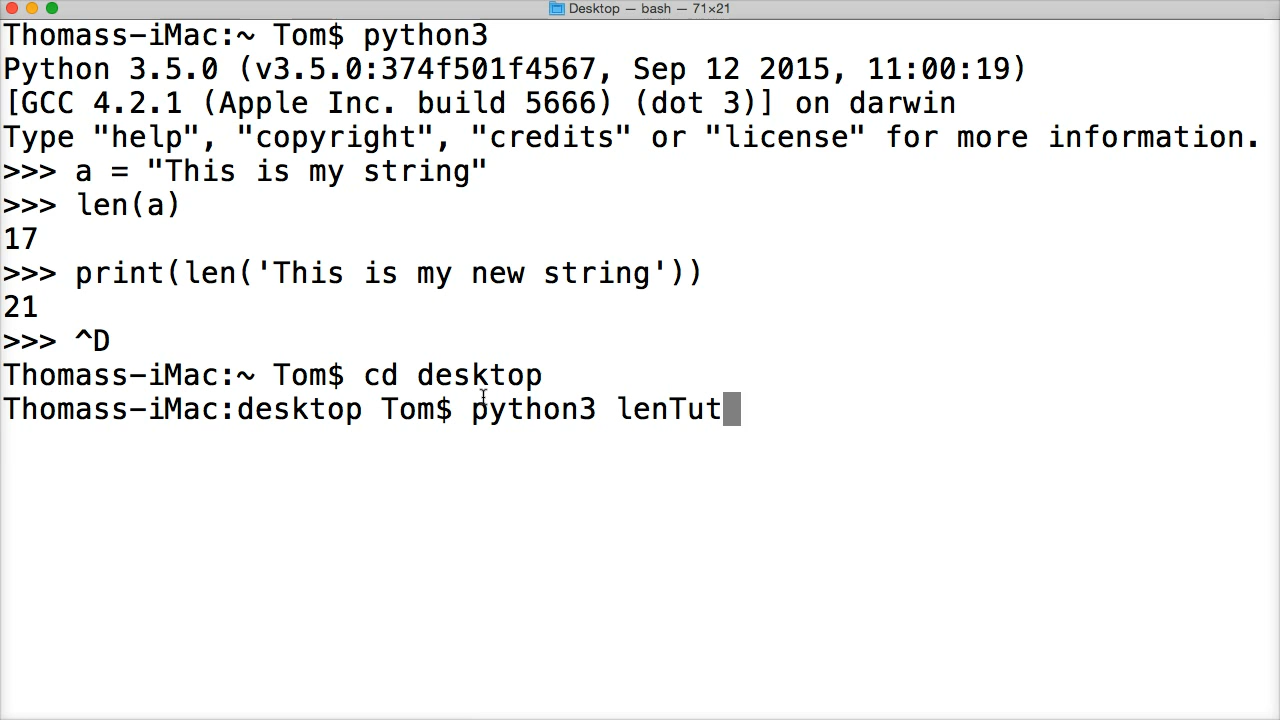 Desktop — bash — 71×21
Thomass-iMac:~ Tom$ python3
Python 3.5.0 (v3.5.0:374f501f4567, Sep 12 2015, 11:00:19)
[GCC 4.2.1 (Apple Inc. build 5666) (dot 3)] on darwin
Type "help", "copyright", "credits" or "license" for more information.
>>> a = "This is my string"
>>> len(a)
17
>>> print(len('This is my new string'))
21
>>> ^D
Thomass-iMac:~ Tom$ cd desktop
Thomass-iMac:desktop Tom$ python3 lenTut